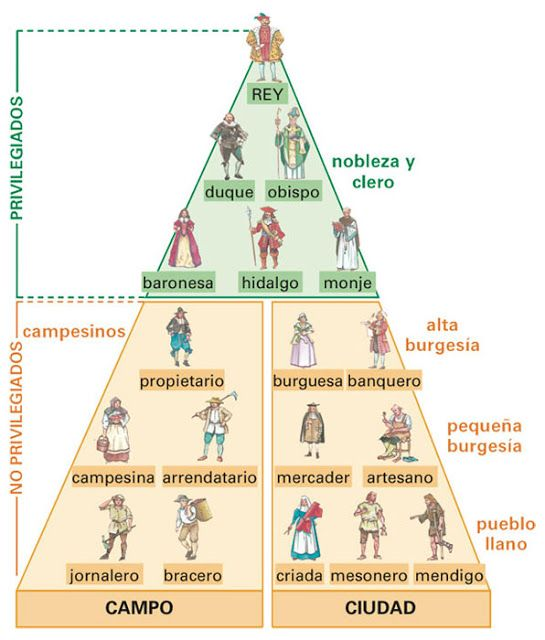 PRIVILEGIADOS
REY
nobleza y
clero
duque
obispo
baronesa
hidalgo
monje
NO PRIVILEGIADOS
campesinos
propietario
burguesa
banquero
alta
burgesía
campesina
arrendatario
mercader
artesano
pequeña
burgesía
jornalero
bracero
criada
mesonero
mendigo
pueblo
llano
CAMPO
CIUDAD